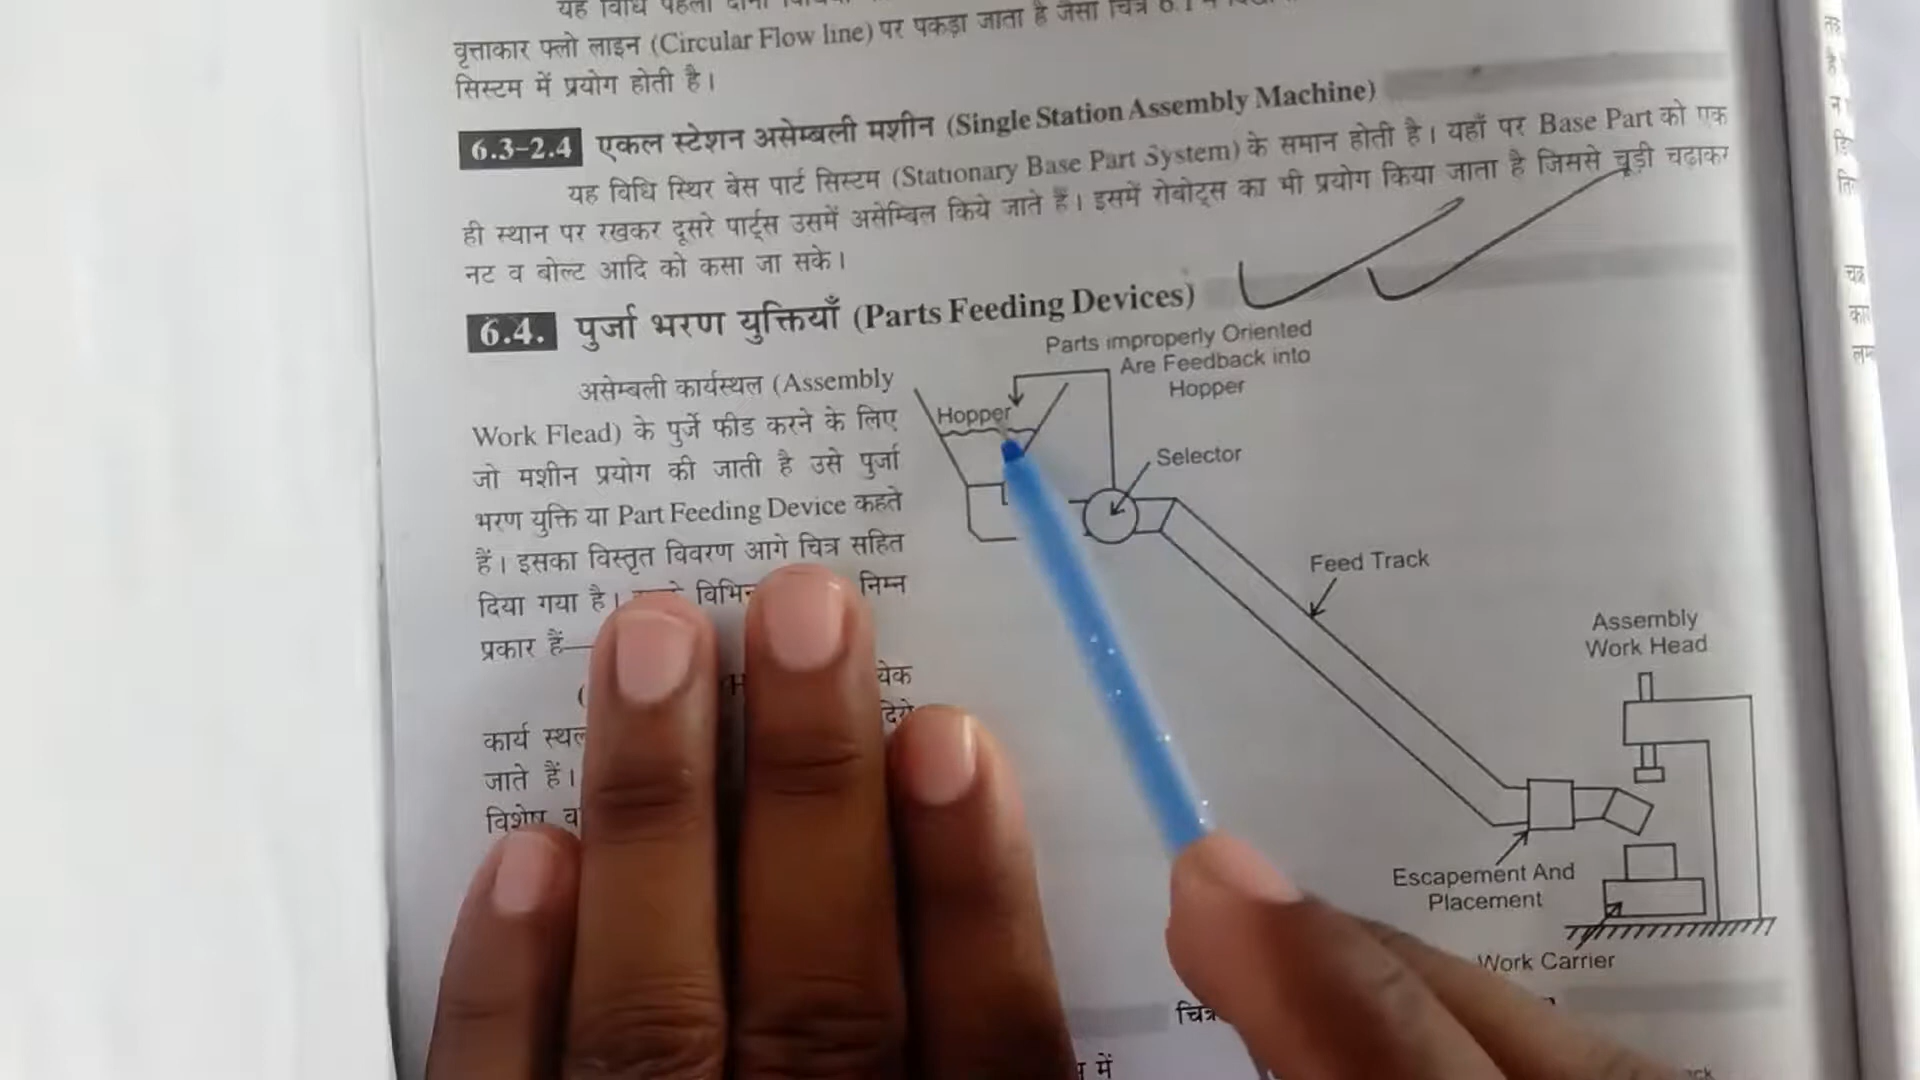 यह विधि पहली दोनों
वृत्ताकार फ्लो लाइन (Circular Flow line) पर पकड़ा जाता है जैसा चित्र 6.1 में
सिस्टम में प्रयोग होती है।
6.3-2.4 एकल स्टेशन असेम्बली मशीन (Single Station Assembly Machine)
यह विधि स्थिर बेस पार्ट सिस्टम (Stationary Base Part System) के समान होती है। यहाँ पर Base Part को एक
ही स्थान पर रखकर दूसरे पार्ट्स उसमें असेम्बिल किये जाते हैं। इसमें रोबोट्स का भी प्रयोग किया जाता है जिससे चूड़ी चढ़ाकर
नट व बोल्ट आदि को कसा जा सके।
6.4. पुर्जा भरण युक्तियाँ (Parts Feeding Devices)
असेम्बली कार्यस्थल (Assembly
Work Flead) के पुर्जे फीड करने के लिए
जो मशीन प्रयोग की जाती है उसे पुर्जा
भरण युक्ति या Part Feeding Device कहते
हैं। इसका विस्तृत विवरण आगे चित्र सहित
दिया गया है। निम्न
प्रकार हैं—
कार्य
जाते हैं।
विशेष
Parts improperly Oriented
Are Feedback into
Hopper
Hopper
Selector
Feed Track
Assembly
Work Head
Escapement And
Placement
Work Carrier
चित्र
में